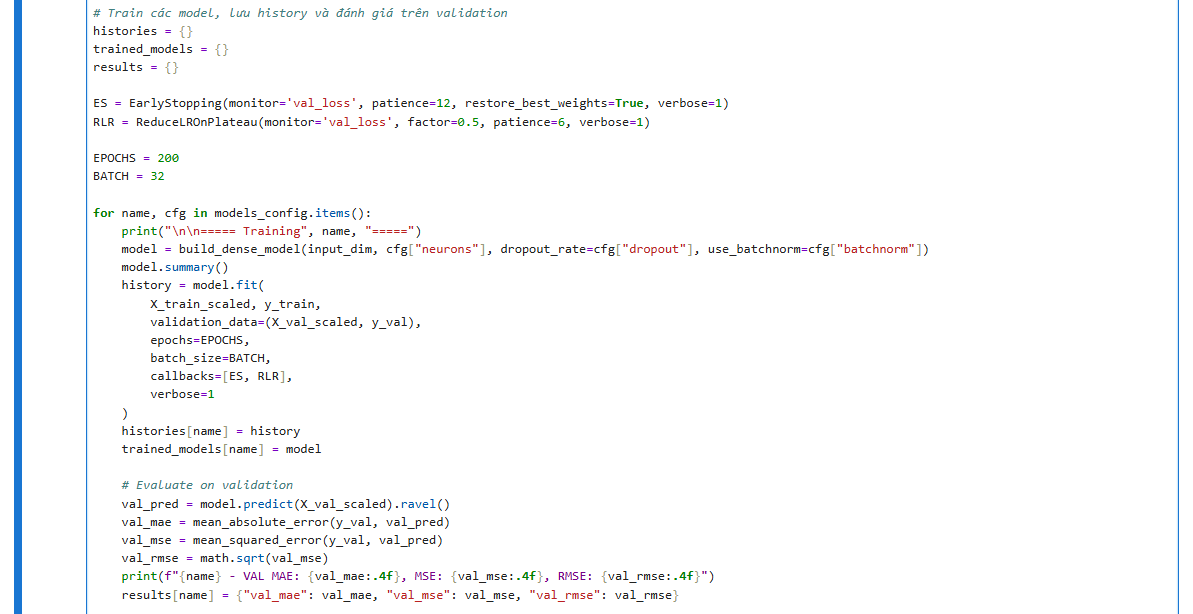 # Train các model, lưu history và đánh giá trên validation
histories = {}
trained_models = {}
results = {}
ES = EarlyStopping(monitor='val_loss', patience=12, restore_best_weights=True, verbose=1)
RLR = ReduceLROnPlateau(monitor='val_loss', factor=0.5, patience=6, verbose=1)
EPOCHS = 200
BATCH = 32
for name, cfg in models_config.items():
    print("\n\n===== Training", name, "=====")
    model = build_dense_model(input_dim, cfg["neurons"], dropout_rate=cfg["dropout"], use_batchnorm=cfg["batchnorm"])
    model.summary()
    history = model.fit(
        X_train_scaled, y_train,
        validation_data=(X_val_scaled, y_val),
        epochs=EPOCHS,
        batch_size=BATCH,
        callbacks=[ES, RLR],
        verbose=1
    )
    histories[name] = history
    trained_models[name] = model
    # Evaluate on validation
    val_pred = model.predict(X_val_scaled).ravel()
    val_mae = mean_absolute_error(y_val, val_pred)
    val_mse = mean_squared_error(y_val, val_pred)
    val_rmse = math.sqrt(val_mse)
    print(f"{name} - VAL MAE: {val_mae:.4f}, MSE: {val_mse:.4f}, RMSE: {val_rmse:.4f}")
    results[name] = {"val_mae": val_mae, "val_mse": val_mse, "val_rmse": val_rmse}